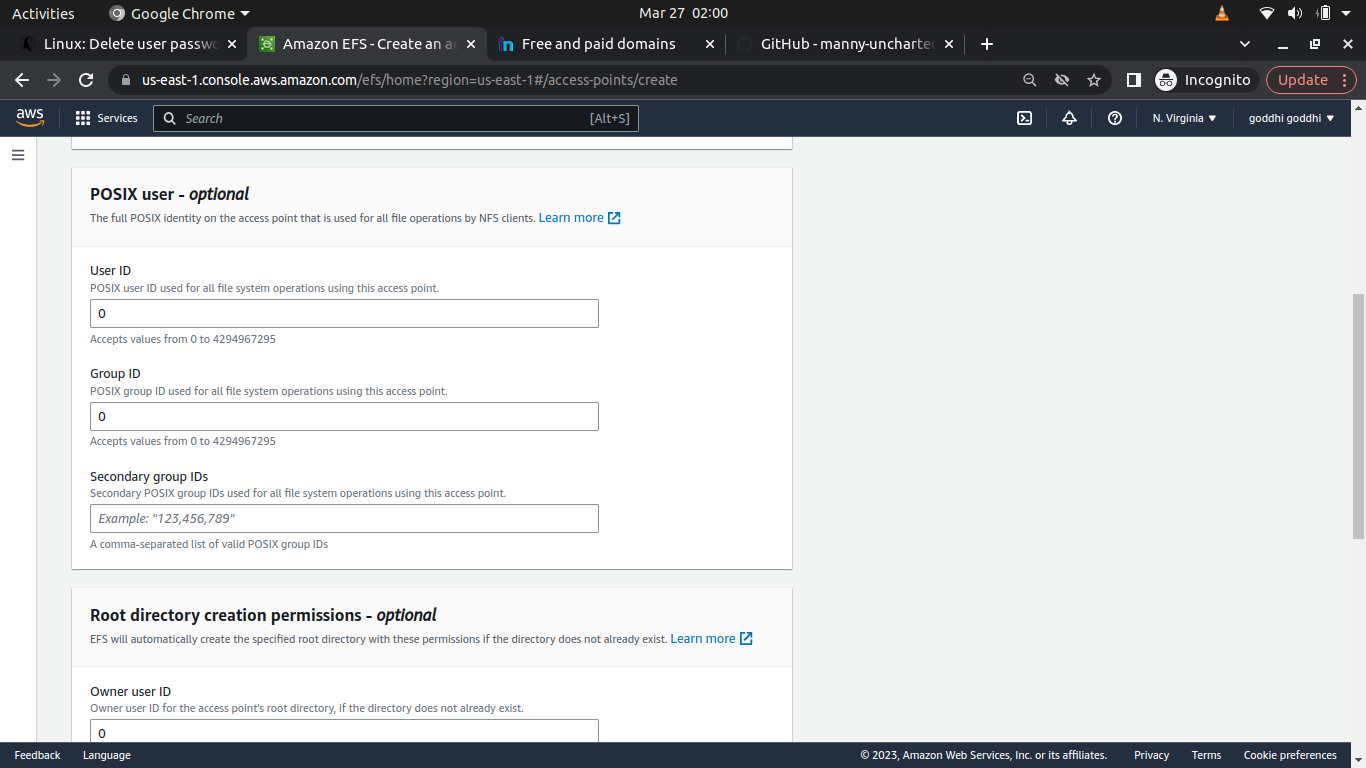 Activities Google Chrome Mar 27 02:00
Linux: Delete user passwo Amazon EFS - Create an ac Free and paid domains GitHub - manny-uncharte
us-east-1.console.aws.amazon.com/efs/home?region=us-east-1#/access-points/create Incognito Update
aws Services Search [Alt+S] N. Virginia goddhi goddhi
POSIX user - optional
The full POSIX identity on the access point that is used for all file operations by NFS clients. Learn more
User ID
POSIX user ID used for all file system operations using this access point.
0
Accepts values from 0 to 4294967295
Group ID
POSIX group ID used for all file system operations using this access point.
0
Accepts values from 0 to 4294967295
Secondary group IDs
Secondary POSIX group IDs used for all file system operations using this access point.
Example: "123,456,789"
A comma-separated list of valid POSIX group IDs
Root directory creation permissions - optional
EFS will automatically create the specified root directory with these permissions if the directory does not already exist. Learn more
Owner user ID
Owner user ID for the access point's root directory, if the directory does not already exist.
0
Feedback Language © 2023, Amazon Web Services, Inc. or its affiliates. Privacy Terms Cookie preferences